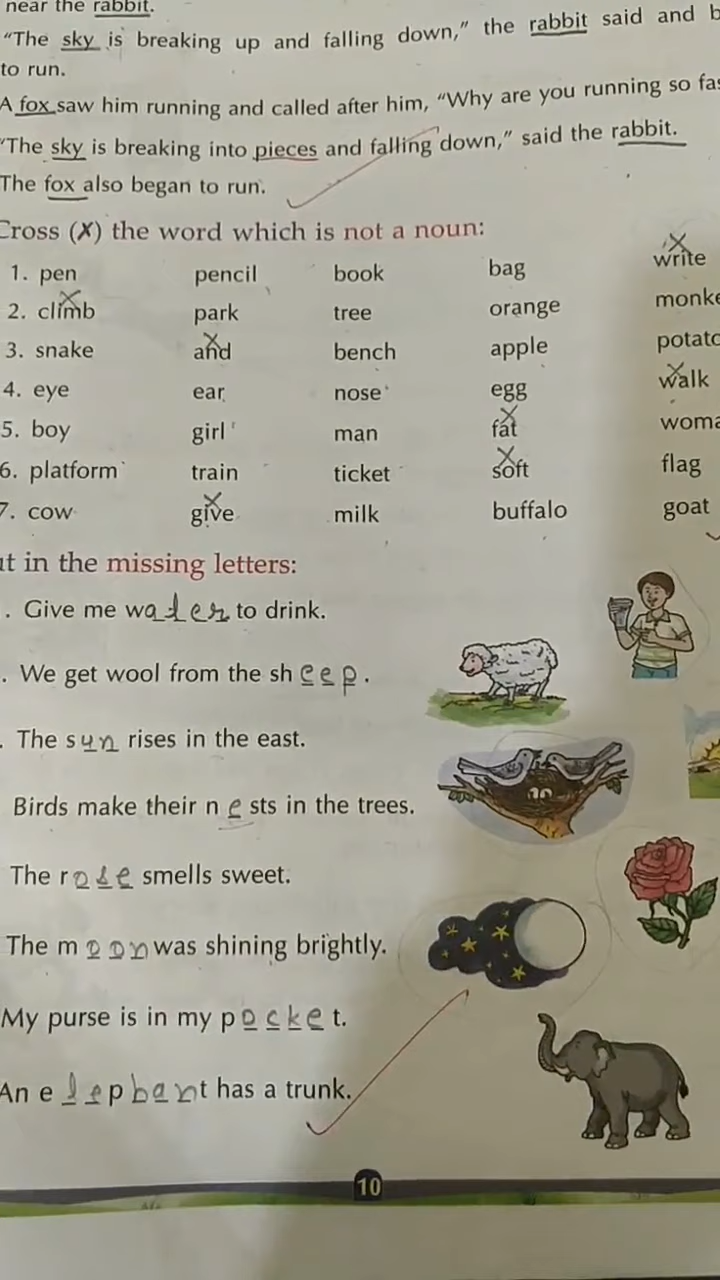 near the rabbit.
“The sky is breaking up and falling down,” the rabbit said and b
to run.
A fox saw him running and called after him, “Why are you running so fas
“The sky is breaking into pieces and falling down,” said the rabbit.
The fox also began to run.
Cross (✗) the word which is not a noun:
1. pen pencil book bag write
2. climb park tree orange monke
3. snake and bench apple potato
4. eye ear nose egg walk
5. boy girl man fat woma
6. platform train ticket soft flag
7. cow give milk buffalo goat
ut in the missing letters:
. Give me water to drink.
. We get wool from the sheep.
. The sun rises in the east.
Birds make their nests in the trees.
The rose smells sweet.
The moon was shining brightly.
My purse is in my pocket.
An elephant has a trunk.
10